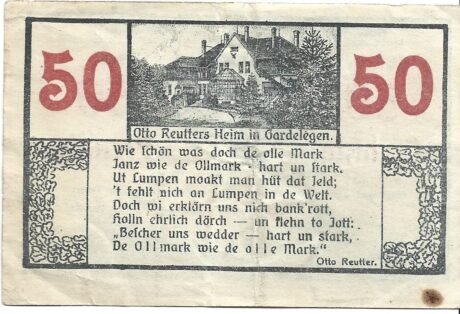 50
50
Otto Reutters Heim in Gardelegen.
Wie schön was doch de olle Mark
Janz wie de Ollmark - hart un stark.
Ut Lumpen moakt man hüt dat Jeld;
't fehlt nich an Lumpen in de Welt.
Doch wi erklörn uns nich bank'rott,
Holln ehrlich dörch — un flehn to Jott:
„Bescher uns wedder — hart un stark,
De Ollmark wie de olle Mark.“
Otto Reutter.